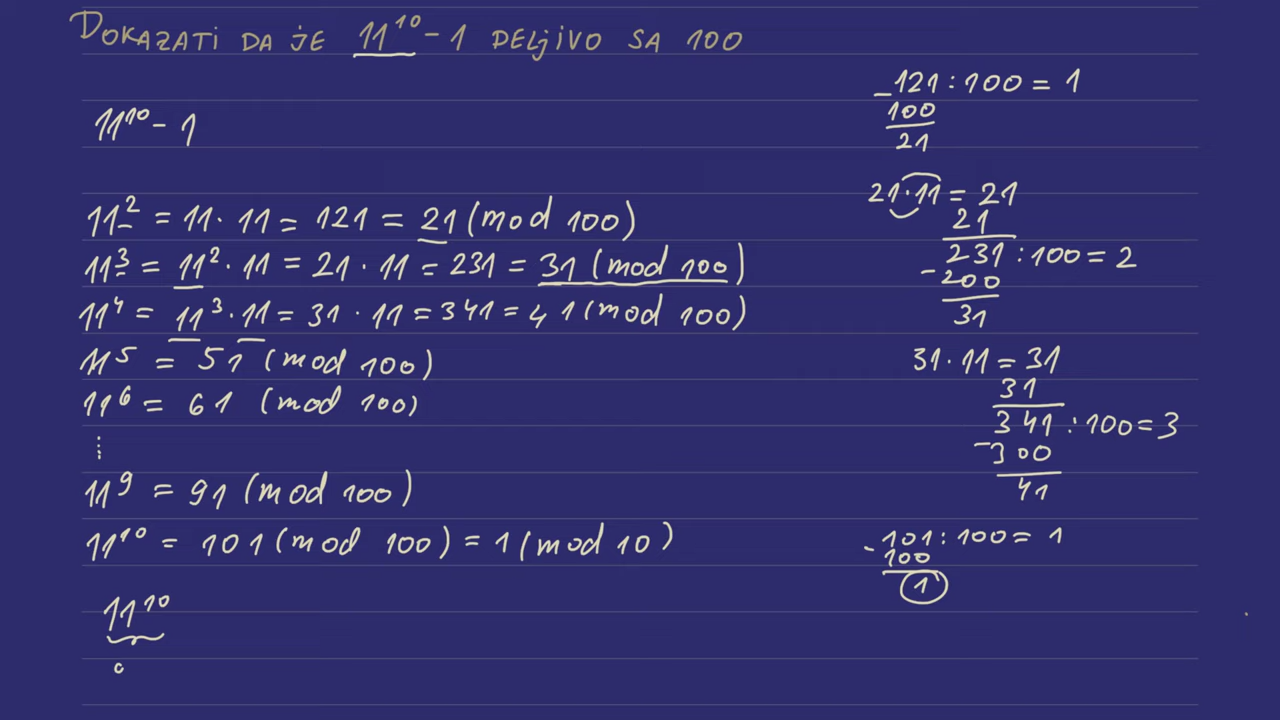 DOKAZATI DA JE 11¹⁰ - 1 DELJIVO SA 100
11¹⁰ - 1
11² = 11 · 11 = 121 = 21 (mod 100)
11³ = 11² · 11 = 21 · 11 = 231 = 31 (mod 100)
11⁴ = 11³ · 11 = 31 · 11 = 341 = 41 (mod 100)
11⁵ = 51 (mod 100)
11⁶ = 61 (mod 100)
⋮
11⁹ = 91 (mod 100)
11¹⁰ = 101 (mod 100) = 1 (mod 10)
11¹⁰
-121 : 100 = 1
100
21
21 · 11 = 21
21
231 : 100 = 2
-200
31
31 · 11 = 31
31
341 : 100 = 3
-300
41
-101 : 100 = 1
100
1